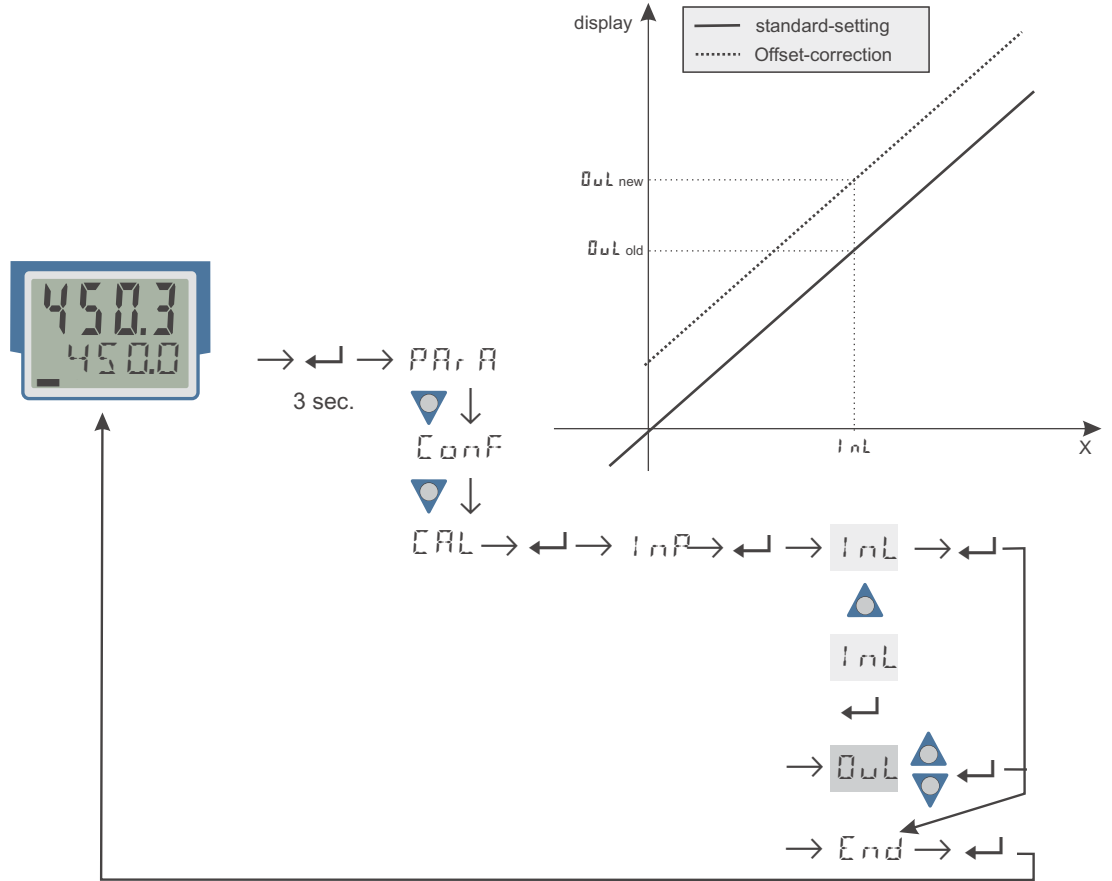 display
standard-setting
Offset-correction
OuL new
OuL old
InL
X
450.3
450.0
PArA
3 sec.
ConF
CAL
InP
InL
InL
OuL
End